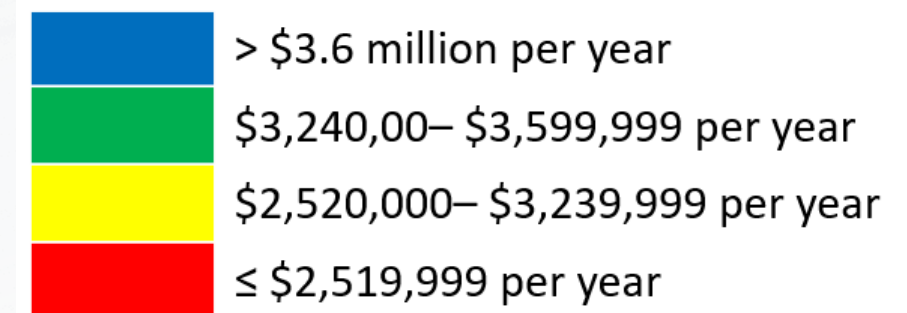 > $3.6 million per year
$3,240,00– $3,599,999 per year
$2,520,000– $3,239,999 per year
≤ $2,519,999 per year